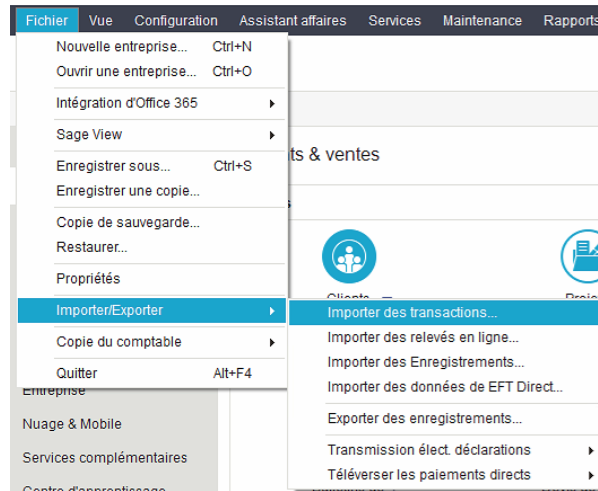 Fichier Vue Configuration Assistant affaires Services Maintenance Rapports
Nouvelle entreprise... Ctrl+N
Ouvrir une entreprise... Ctrl+O
Intégration d'Office 365
Sage View
Enregistrer sous... Ctrl+S
Enregistrer une copie...
ts & ventes
Copie de sauvegarde...
Restaurer...
Propriétés
Clients
Importer/Exporter
Importer des transactions...
Importer des relevés en ligne...
Copie du comptable
Importer des Enregistrements...
Quitter Alt+F4
Importer des données de EFT Direct...
Entreprise
Exporter des enregistrements...
Nuage & Mobile
Transmission élect. déclarations
Services complémentaires
Téléverser les paiements directs
Centre d'apprentissage